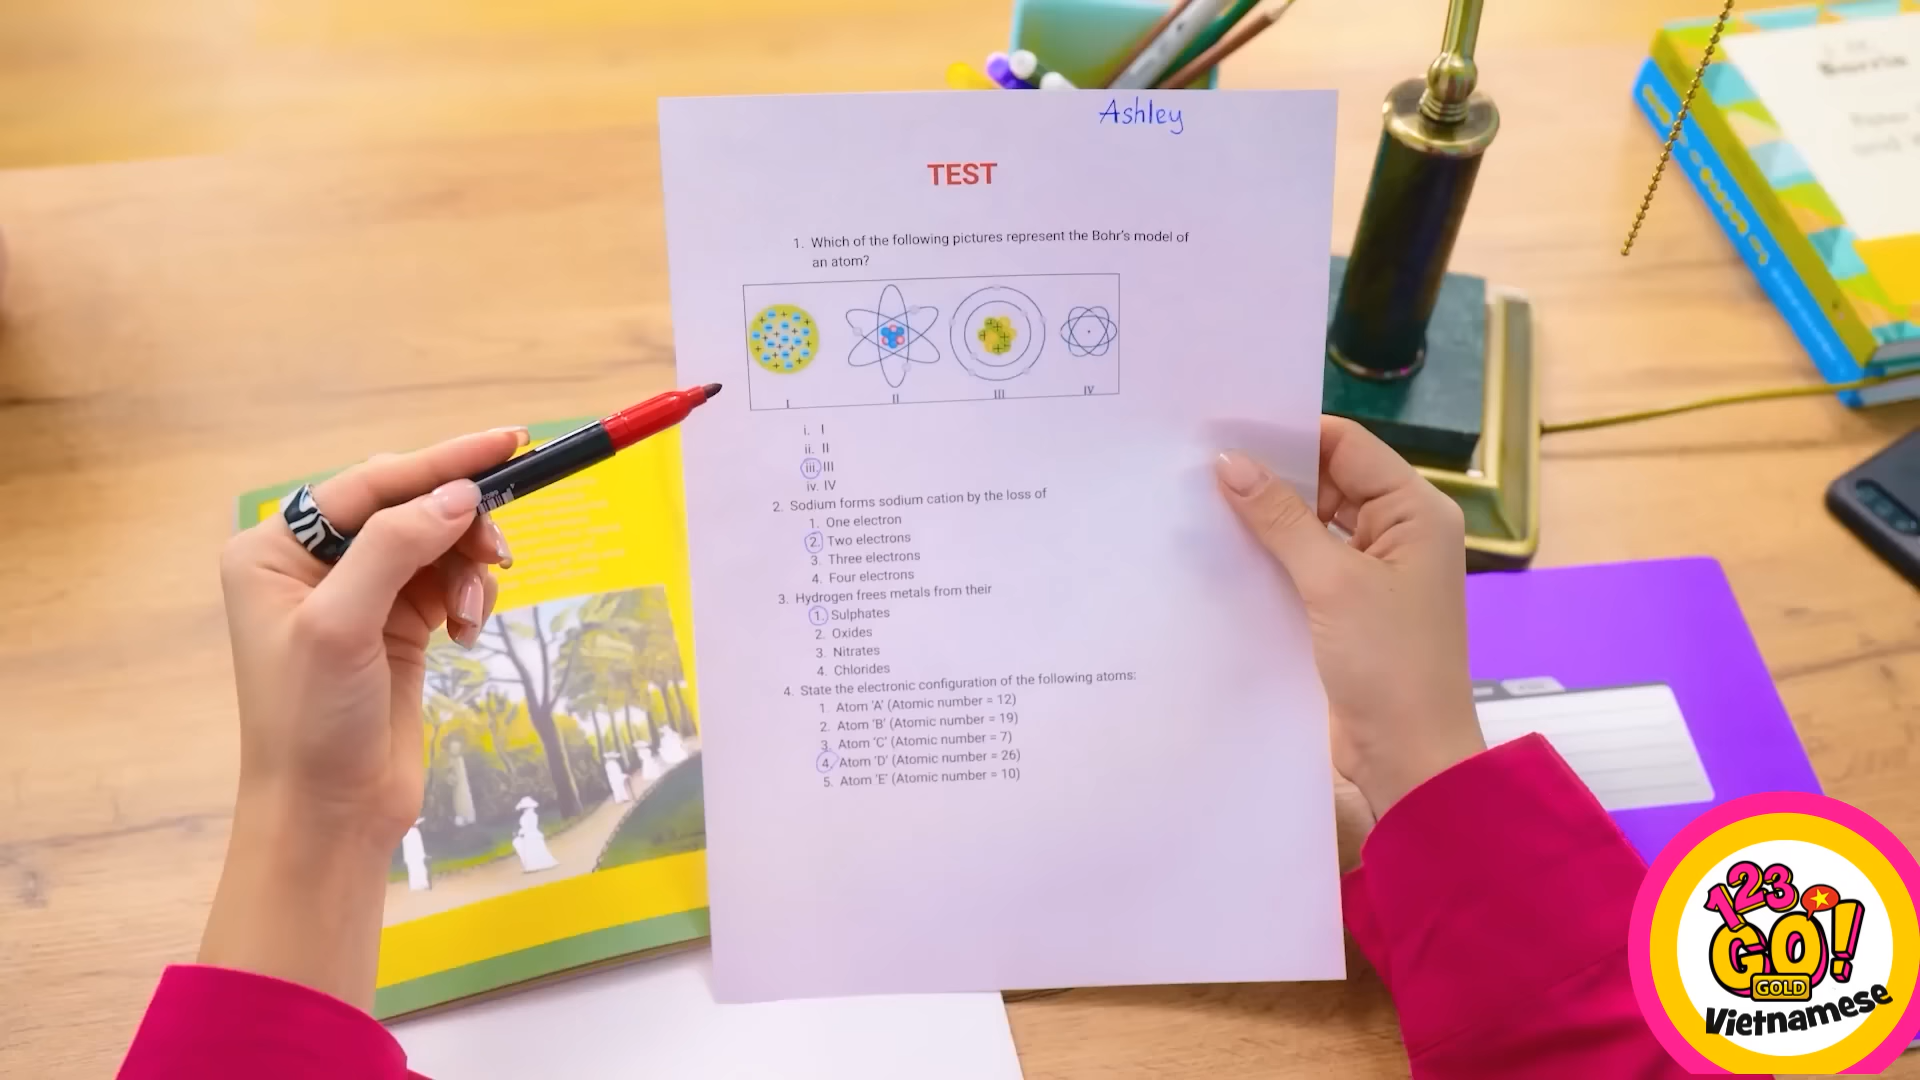 Ashley
TEST
1. Which of the following pictures represent the Bohr's model of
an atom?
I II III IV
i. I
ii. II
iii. III
iv. IV
2. Sodium forms sodium cation by the loss of
1. One electron
2. Two electrons
3. Three electrons
4. Four electrons
3. Hydrogen frees metals from their
1. Sulphates
2. Oxides
3. Nitrates
4. Chlorides
4. State the electronic configuration of the following atoms:
1. Atom 'A' (Atomic number = 12)
2. Atom 'B' (Atomic number = 19)
3. Atom 'C' (Atomic number = 7)
4. Atom 'D' (Atomic number = 26)
5. Atom 'E' (Atomic number = 10)
123
GO!
GOLD
Vietnamese